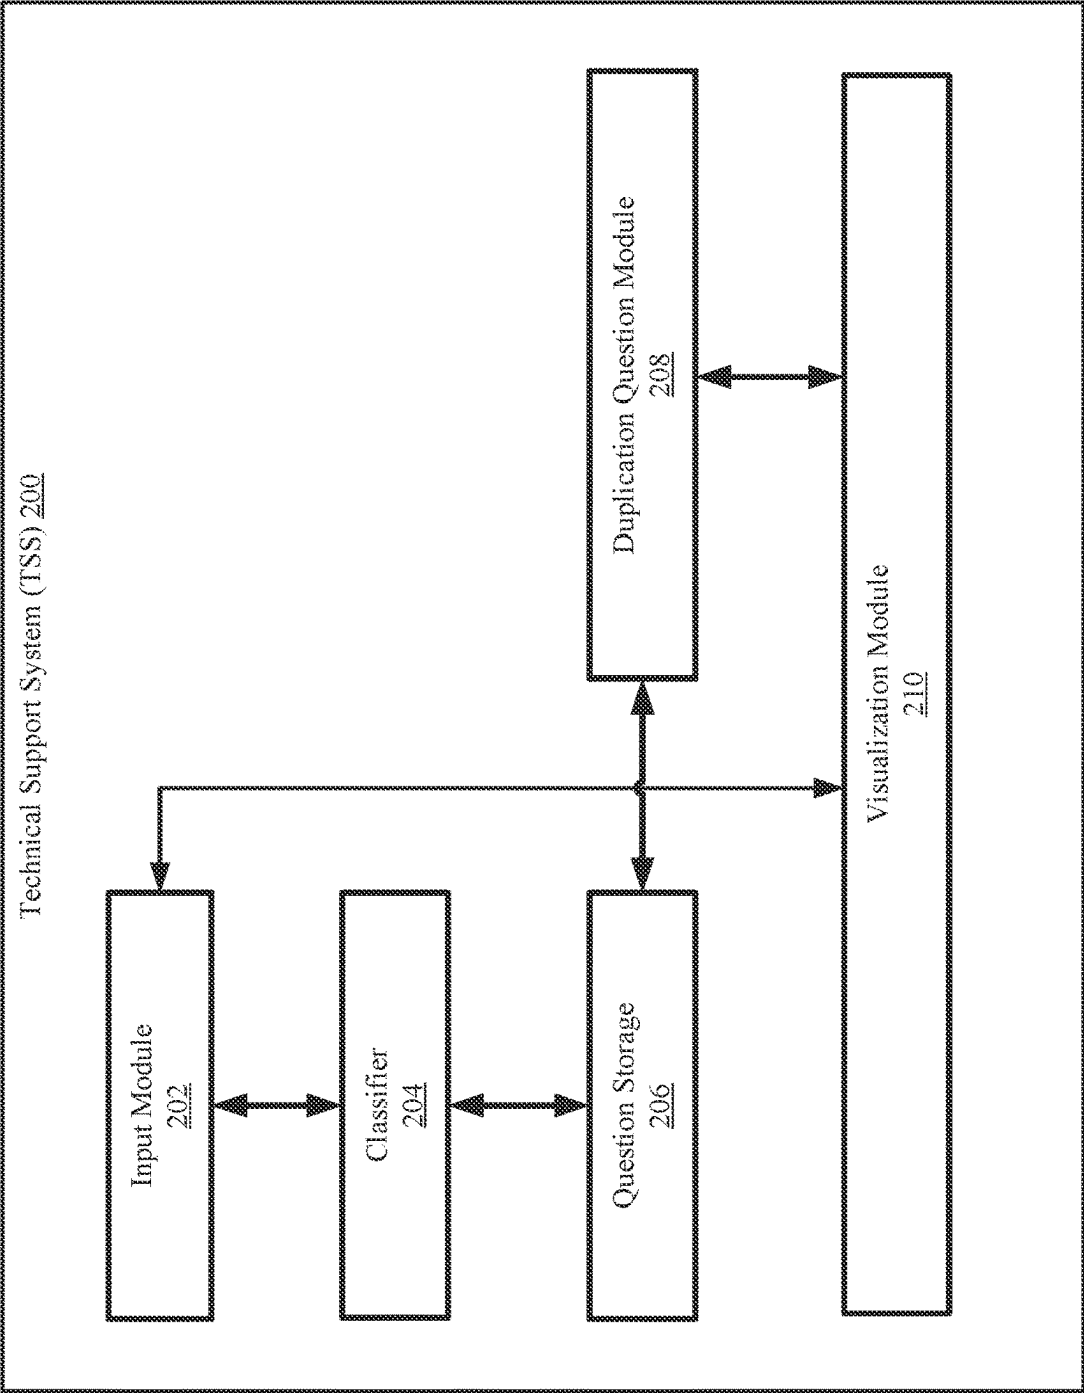 Technical Support System (TSS) 200
Input Module
202
Classifier
204
Question Storage
206
Duplication Question Module
208
Visualization Module
210